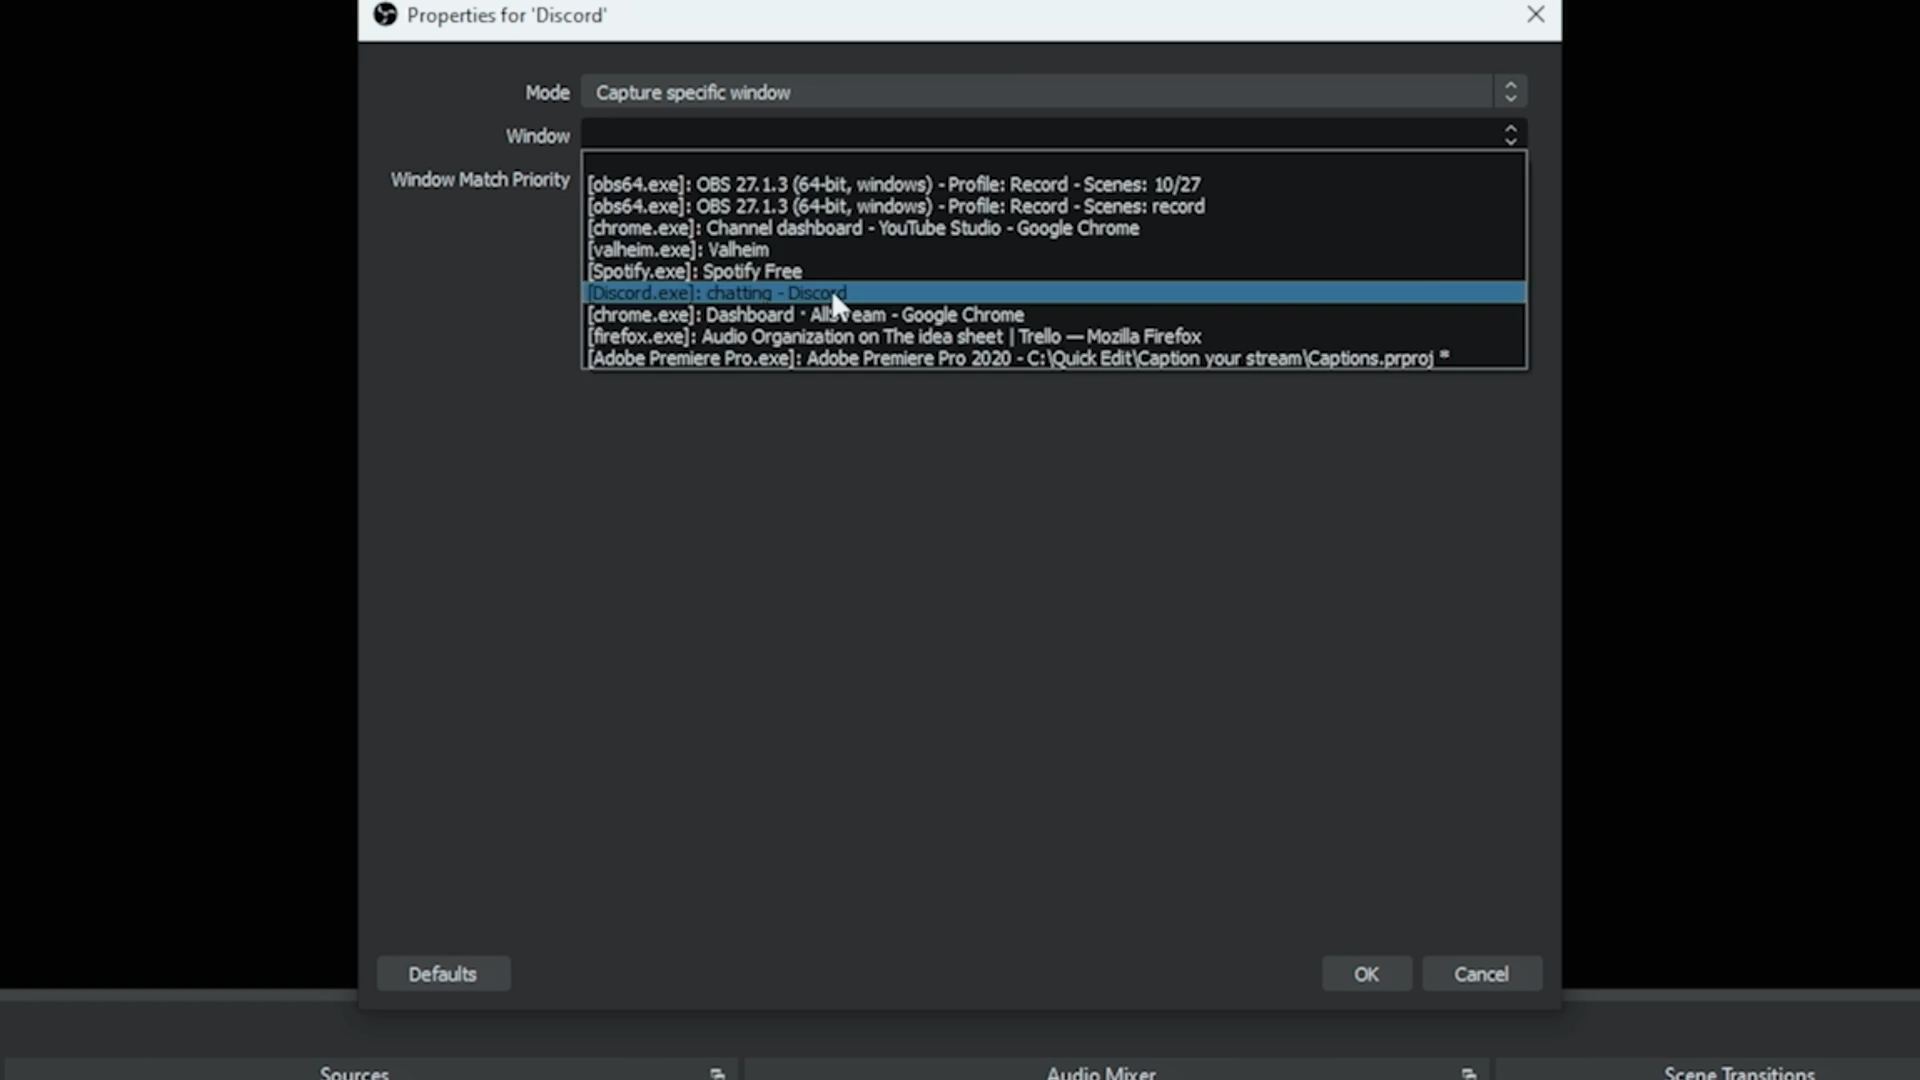 Properties for 'Discord'
Mode
Capture specific window
Window
Window Match Priority
[obs64.exe]: OBS 27.1.3 (64-bit, windows) - Profile: Record - Scenes: 10/27
[obs64.exe]: OBS 27.1.3 (64-bit, windows) - Profile: Record - Scenes: record
[chrome.exe]: Channel dashboard - YouTube Studio - Google Chrome
[valheim.exe]: Valheim
[Spotify.exe]: Spotify Free
[Discord.exe]: chatting - Discord
[chrome.exe]: Dashboard · - Google Chrome
[firefox.exe]: Audio Organization on The idea sheet | Trello — Mozilla Firefox
[Adobe Premiere Pro.exe]: Adobe Premiere Pro 2020 - C:\Quick Edit\Caption your stream\Captions.prproj *
Defaults
OK
Cancel
Sources
Audio Mixer
Scene Transitions